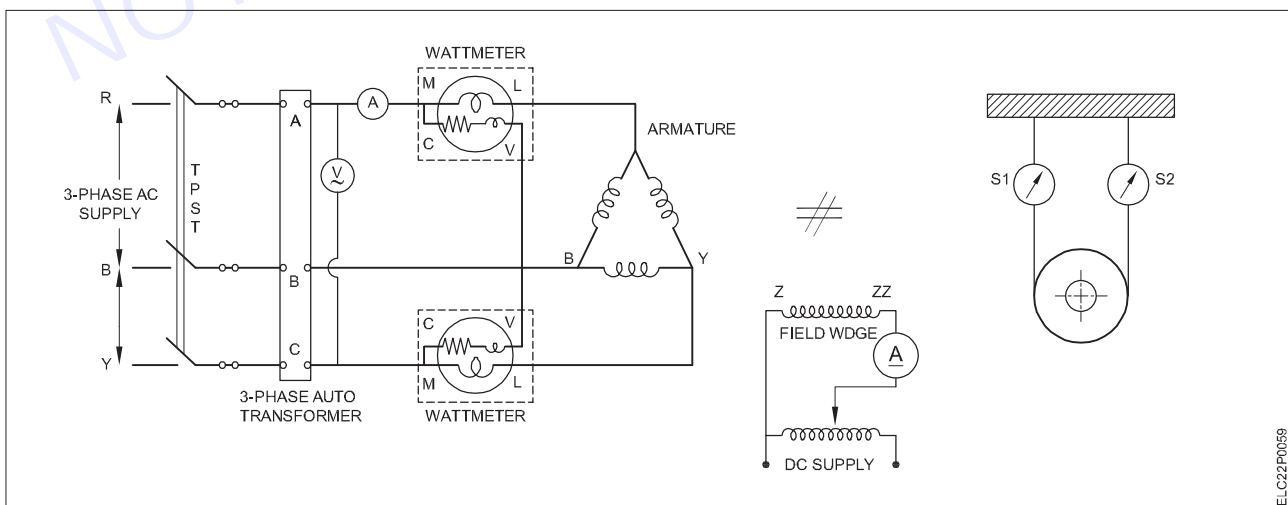 NO
WATTMETER
M
L
R
A
A
C
V
ARMATURE
V
T
P
S
T
3-PHASE AC
SUPPLY
S1
S2
B
B
B
Y
Z
ZZ
FIELD WDGE
A
C
V
C
Y
M
L
3-PHASE AUTO
TRANSFORMER
WATTMETER
DC SUPPLY
ELC22P0059